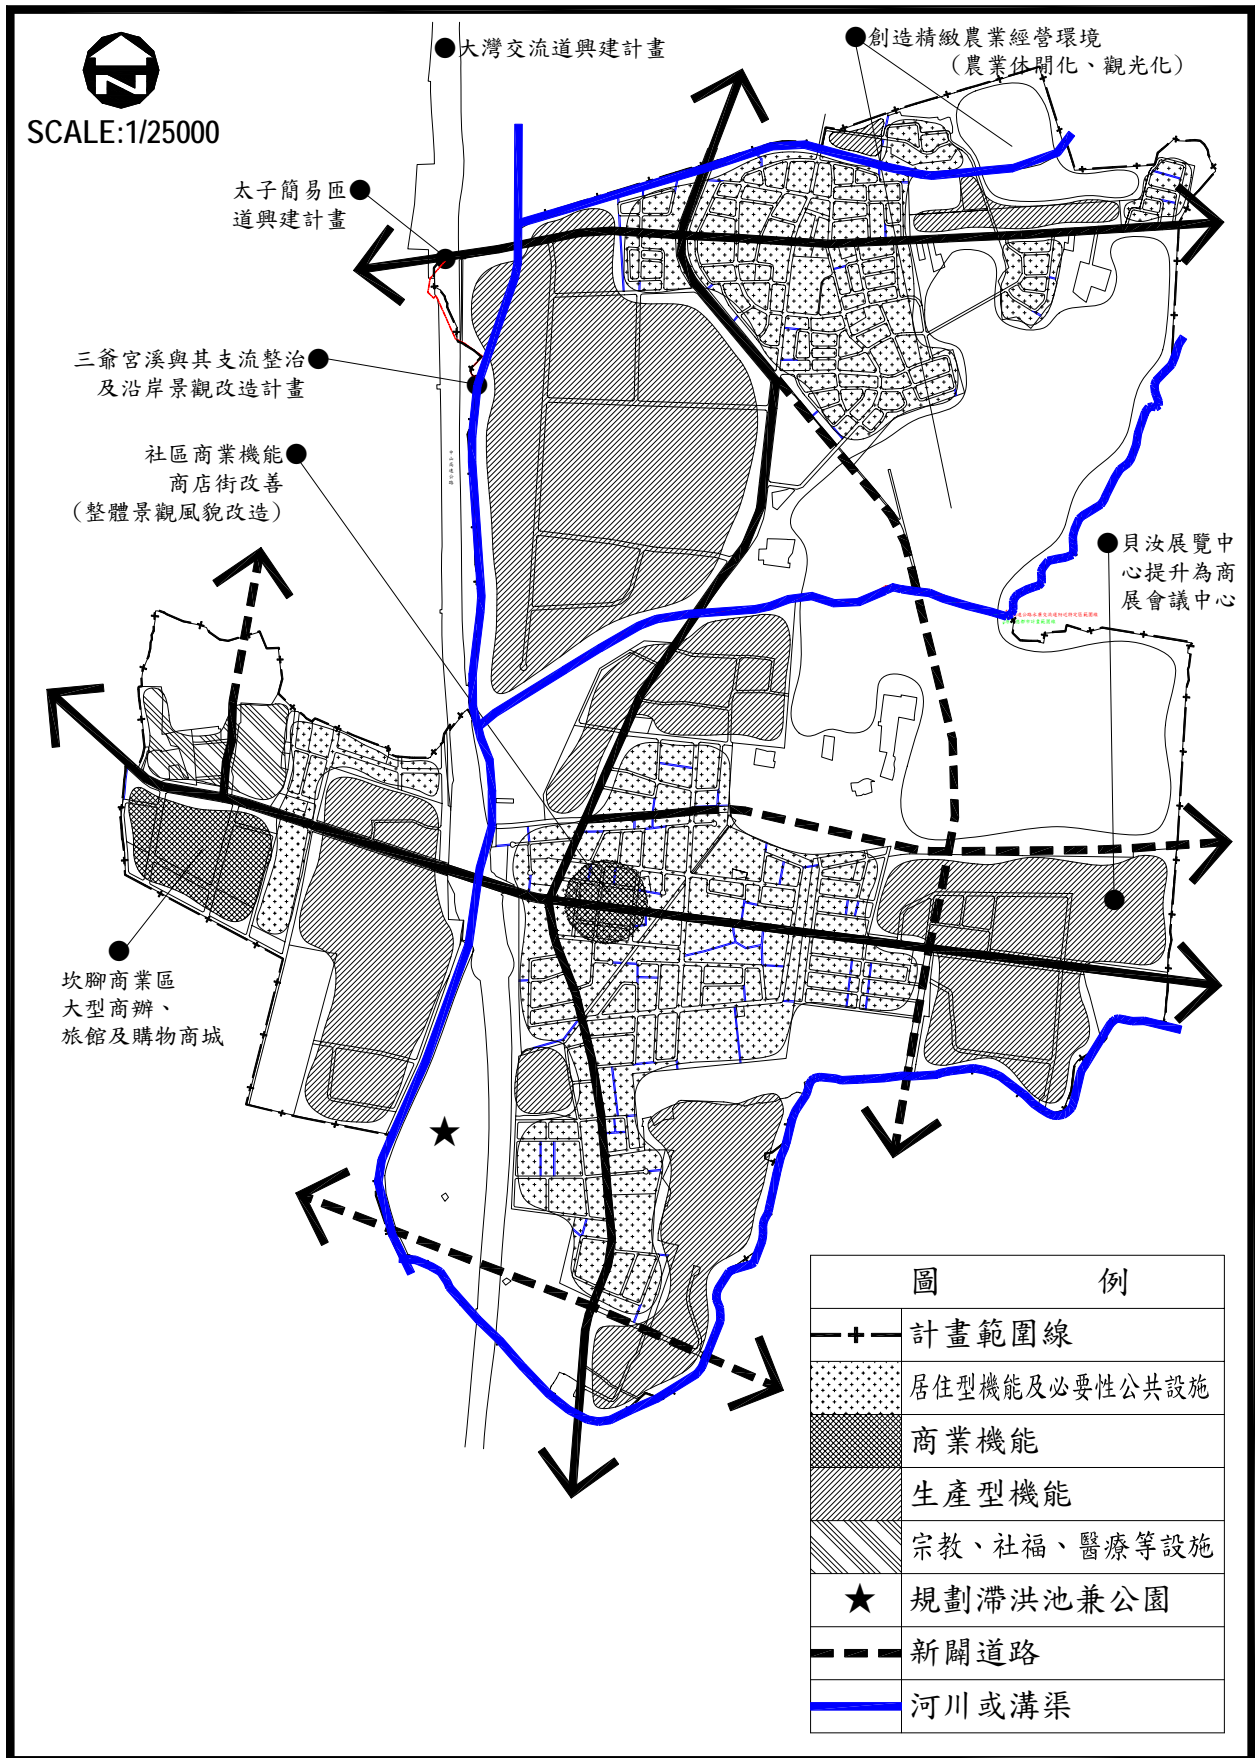 大灣交流道興建計畫
創造精緻農業經營環境
（農業休閒化、觀光化）
N
SCALE:1/25000
太子簡易匝
道興建計畫
三爺宮溪與其支流整治
及沿岸景觀改造計畫
社區商業機能
商店街改善
（整體景觀風貌改造）
中山高速公路
貝汝展覽中
心提升為商
展會議中心
坎腳商業區
大型商辦、
旅館及購物商城
圖例
計畫範圍線
居住型機能及必要性公共設施
商業機能
生產型機能
宗教、社福、醫療等設施
規劃滯洪池兼公園
新闢道路
河川或溝渠